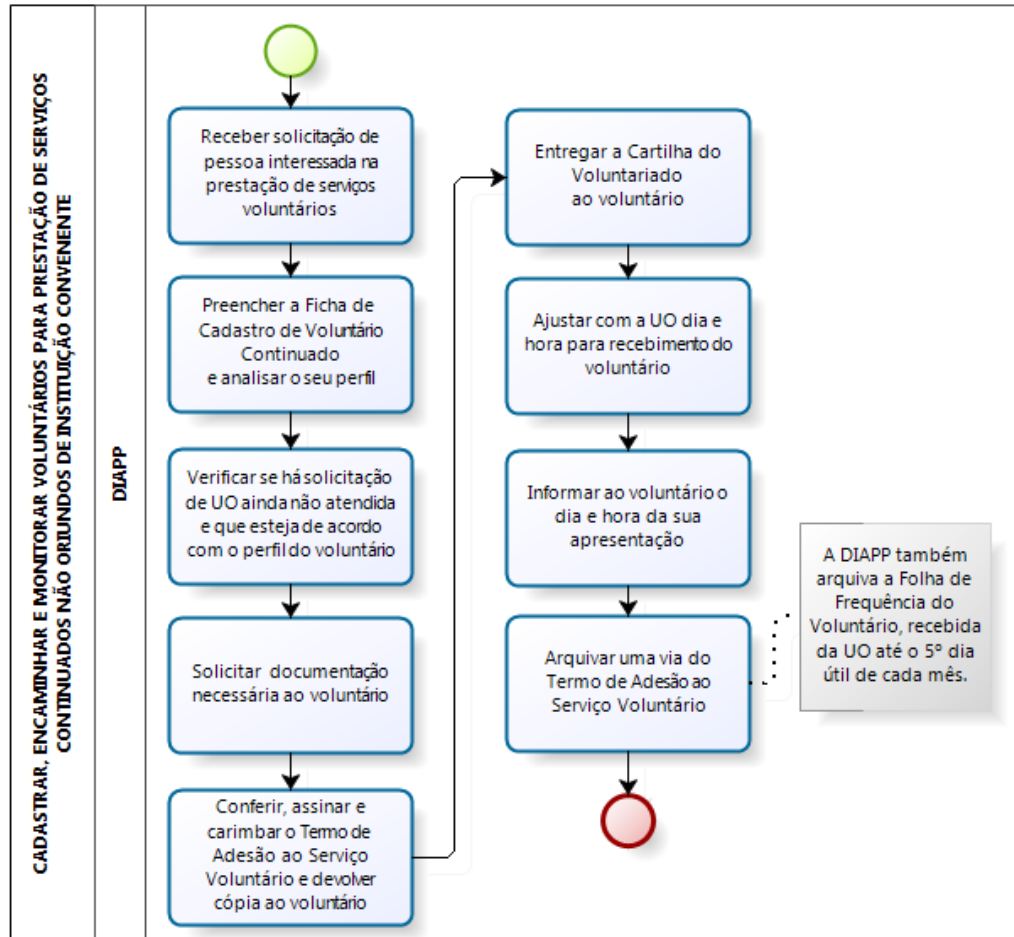 CADASTRAR, ENCAMINHAR E MONITORAR VOLUNTÁRIOS PARA PRESTAÇÃO DE SERVIÇOS
CONTINUADOS NÃO ORIUNDOS DE INSTITUIÇÃO CONVENENTE
DIAPP
Receber solicitação de
pessoa interessada na
prestação de serviços
voluntários
Preencher a Ficha de
Cadastro de Voluntário
Continuado
e analisar o seu perfil
Verificar se há solicitação
de UO ainda não atendida
e que esteja de acordo
com o perfil do voluntário
Solicitar documentação
necessária ao voluntário
Conferir, assinar e
carimbar o Termo de
Adesão ao Serviço
Voluntário e devolver
cópia ao voluntário
Entregar a Cartilha do
Voluntariado
ao voluntário
Ajustar com a UO dia e
hora para recebimento do
voluntário
Informar ao voluntário o
dia e hora da sua
apresentação
Arquivar uma via do
Termo de Adesão ao
Serviço Voluntário
A DIAPP também
arquiva a Folha de
Frequência do
Voluntário, recebida
da UO até o 5º dia
útil de cada mês.